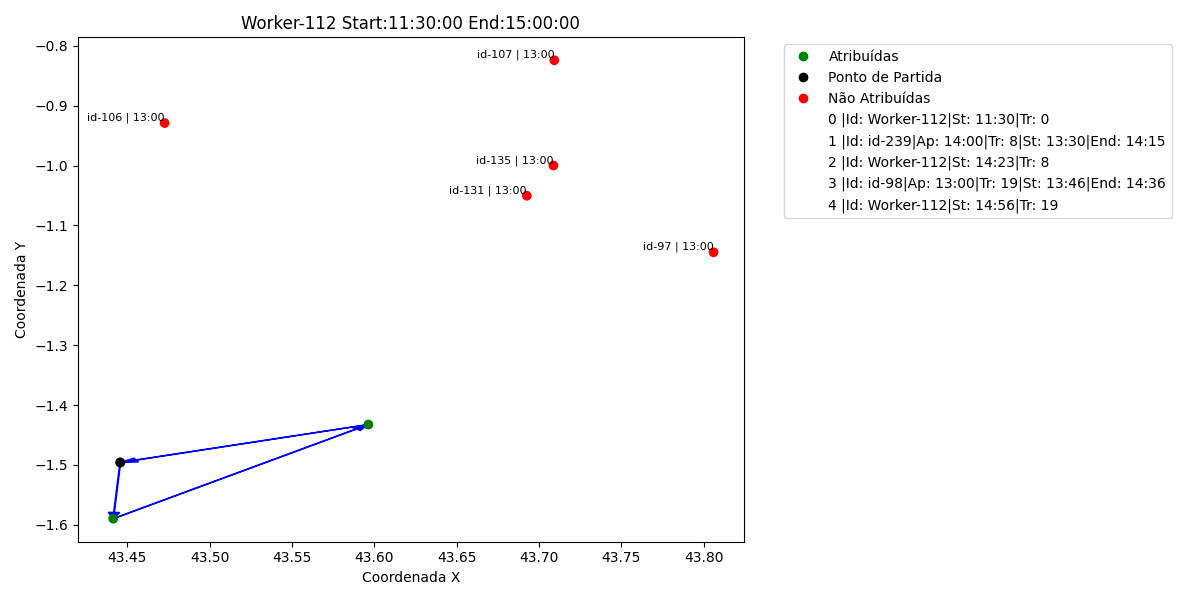 Worker-112 Start:11:30:00 End:15:00:00
Atribuídas
Ponto de Partida
Não Atribuídas
0 |Id: Worker-112|St: 11:30|Tr: 0
1 |Id: id-239|Ap: 14:00|Tr: 8|St: 13:30|End: 14:15
2 |Id: Worker-112|St: 14:23|Tr: 8
3 |Id: id-98|Ap: 13:00|Tr: 19|St: 13:46|End: 14:36
4 |Id: Worker-112|St: 14:56|Tr: 19
id-107 | 13:00
id-106 | 13:00
id-135 | 13:00
id-131 | 13:00
id-97 | 13:00
Coordenada Y
−0.8
−0.9
−1.0
−1.1
−1.2
−1.3
−1.4
−1.5
−1.6
43.45 43.50 43.55 43.60 43.65 43.70 43.75 43.80
Coordenada X